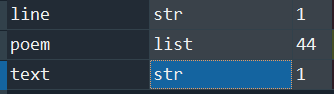 line str 1
poem list 44
text str 1